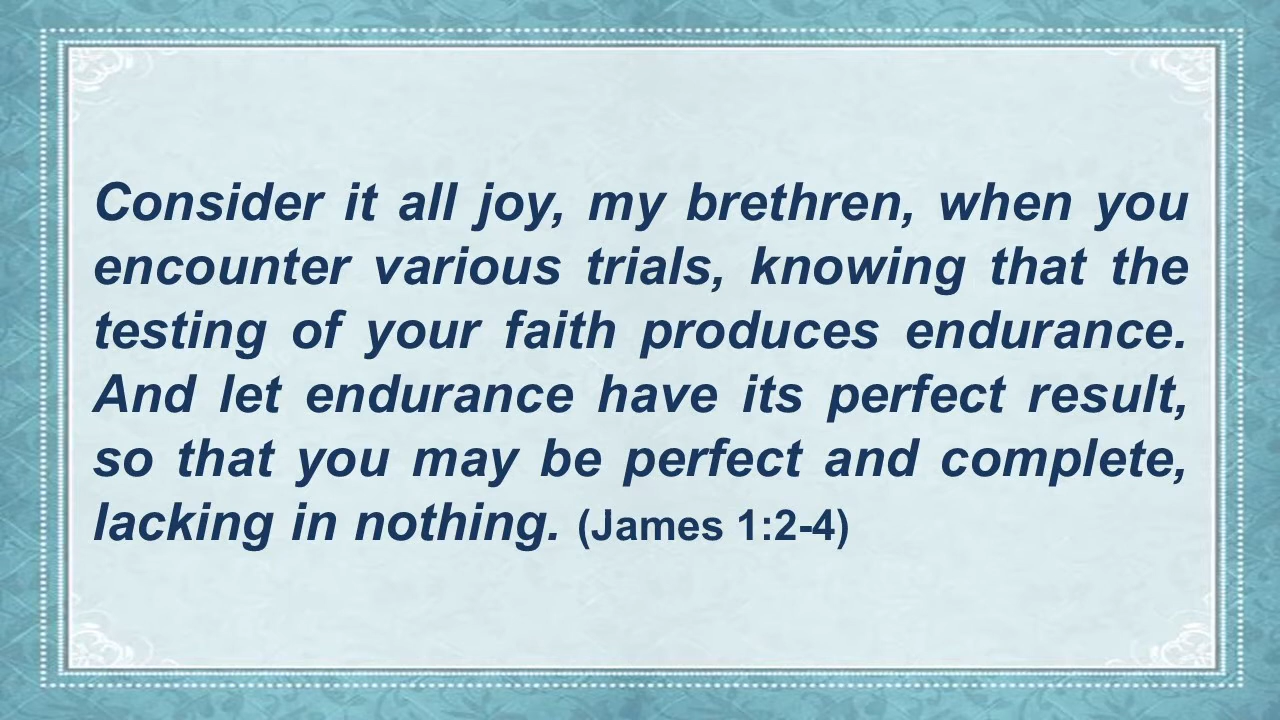 Consider it all joy, my brethren, when you
encounter various trials, knowing that the
testing of your faith produces endurance.
And let endurance have its perfect result,
so that you may be perfect and complete,
lacking in nothing. (James 1:2-4)